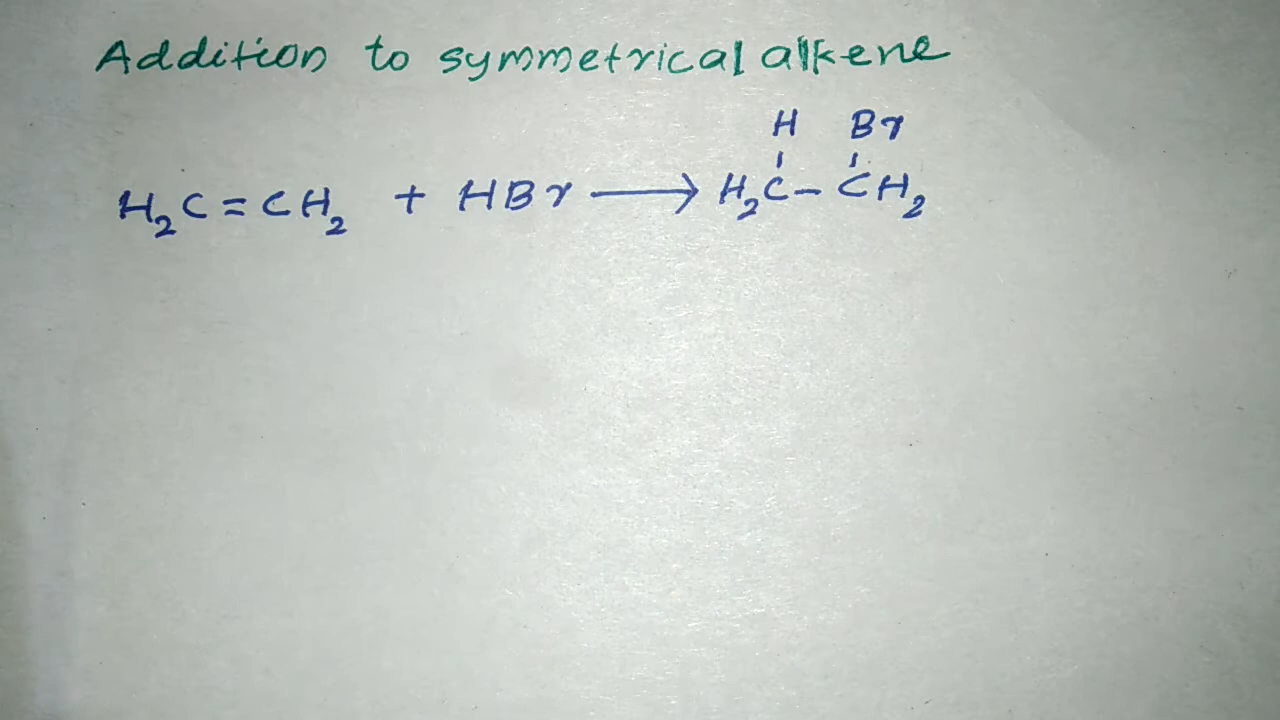 Addition to symmetrical alkene
H Br
H₂C=CH₂ + HBr ⟶ H₂C-CH₂